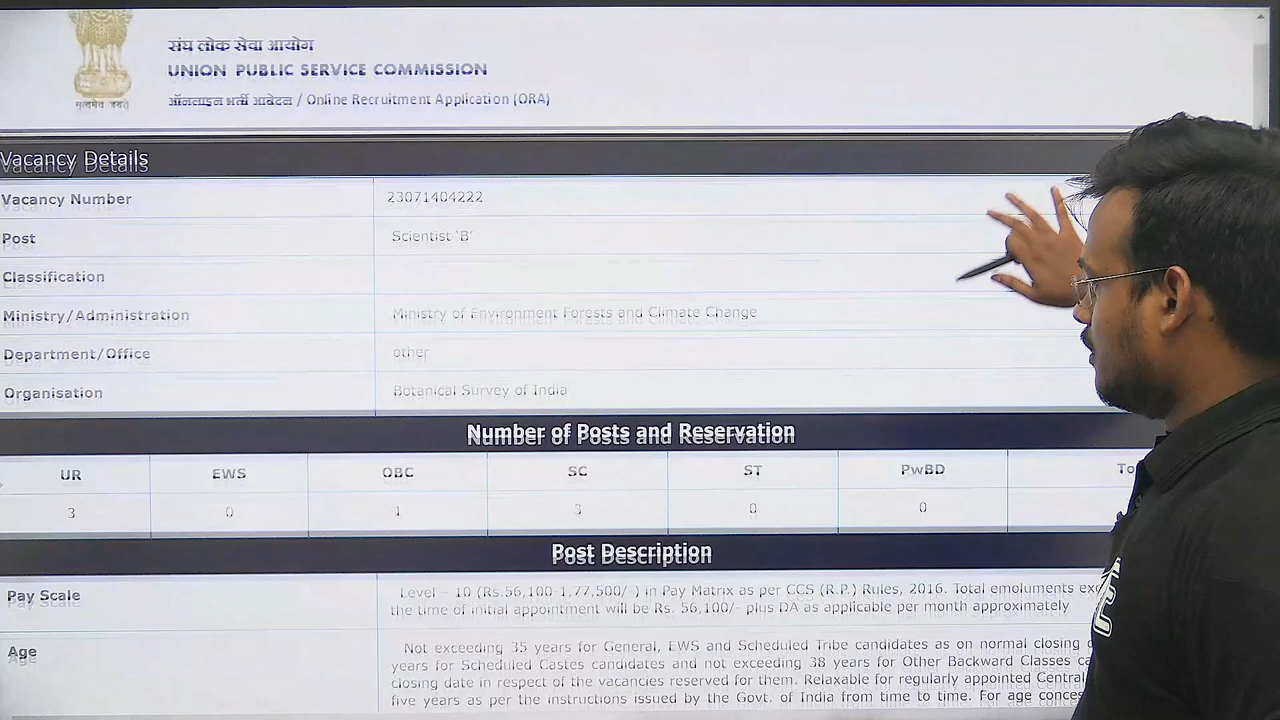 सत्यमेव जयते
संघ लोक सेवा आयोग
UNION PUBLIC SERVICE COMMISSION
ऑनलाइन भर्ती आवेदन / Online Recruitment Application (ORA)
Vacancy Details
Vacancy Number 23071404222
Post Scientist 'B'
Classification
Ministry/Administration Ministry of Environment Forests and Climate Change
Department/Office other
Organisation Botanical Survey of India
Number of Posts and Reservation
UR EWS OBC SC ST PwBD
3 0 1 3 0 0
Post Description
Pay Scale
Level - 10 (Rs.56,100-1,77,500/-) in Pay Matrix as per CCS (R.P.) Rules, 2016. Total emoluments
the time of initial appointment will be Rs. 56,100/- plus DA as applicable per month approximately
Age
Not exceeding 35 years for General, EWS and Scheduled Tribe candidates as on normal closing
years for Scheduled Castes candidates and not exceeding 38 years for Other Backward Classes
closing date in respect of the vacancies reserved for them. Relaxable for regularly appointed Central
five years as per the instructions issued by the Govt. of India from time to time. For age